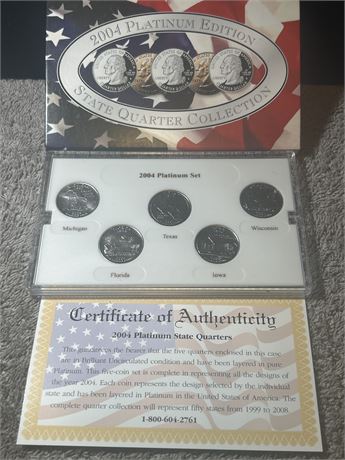 2004 PLATINUM EDITION
STATE QUARTER COLLECTION
2004 Platinum Set
Michigan
Texas
Wisconsin
Florida
Iowa
Certificate of Authenticity
2004 Platinum State Quarters
This guarantees the bearer that the five quarters enclosed in this case
are in Brilliant Uncirculated condition and have been layered in pure
Platinum. This five-coin set is complete in representing all the designs of
the year 2004. Each coin represents the design selected by the individual
state and has been layered in Platinum in the United States of America. The
complete quarter collection will represent fifty states from 1999 to 2008.
1-800-604-2761